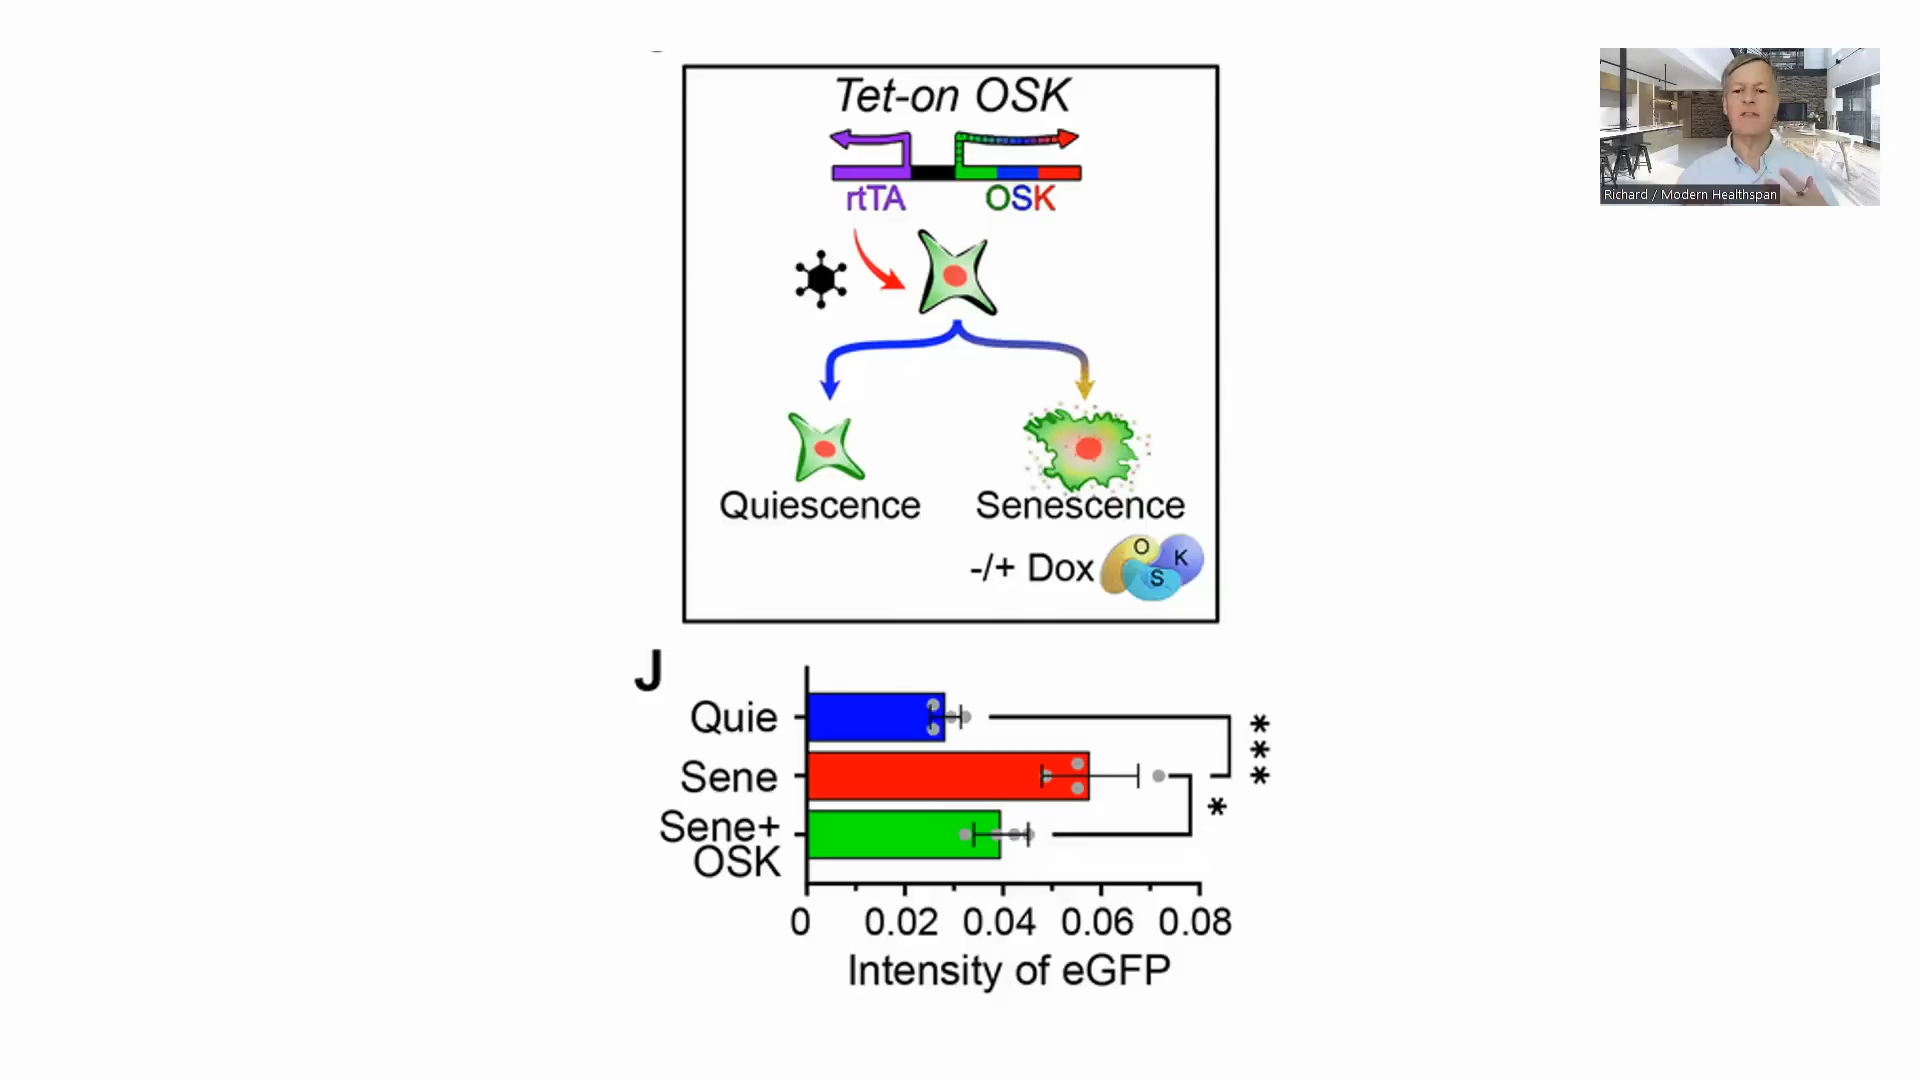 Tet-on OSK
rtTA
OSK
Quiescence
Senescence
-/+ Dox
O
K
S
J
Quie
Sene
Sene+
OSK
***
*
0 0.02 0.04 0.06 0.08
Intensity of eGFP
Richard / Modern Healthspan